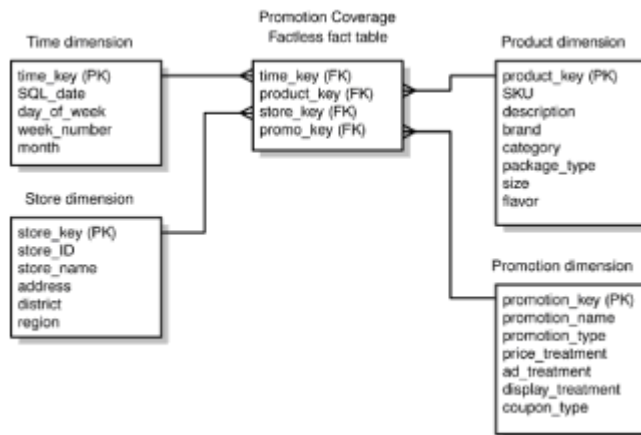 Promotion Coverage
Factless fact table
Time dimension
time_key (PK)
SQL_date
day_of_week
week_number
month
time_key (FK)
product_key (FK)
store_key (FK)
promo_key (FK)
Product dimension
product_key (PK)
SKU
description
brand
category
package_type
size
flavor
Store dimension
store_key (PK)
store_ID
store_name
address
district
region
Promotion dimension
promotion_key (PK)
promotion_name
promotion_type
price_treatment
ad_treatment
display_treatment
coupon_type